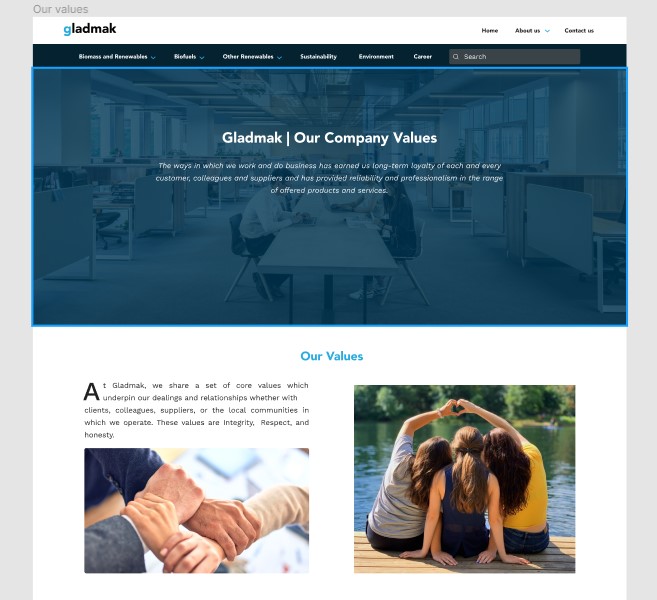 Our values
gladmak
Home About us Contact us
Biomass and Renewables Biofuels Other Renewables Sustainability Environment Career Search
Gladmak | Our Company Values
The ways in which we work and do business has earned us long-term loyalty of each and every
customer, colleagues and suppliers and has provided reliability and professionalism in the range
of offered products and services.
Our Values
At Gladmak, we share a set of core values which
underpin our dealings and relationships whether with
clients, colleagues, suppliers, or the local communities in
which we operate. These values are Integrity, Respect, and
honesty.